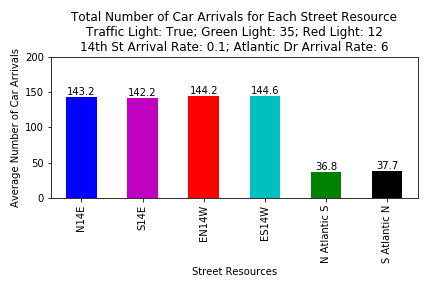 Total Number of Car Arrivals for Each Street Resource
Traffic Light: True; Green Light: 35; Red Light: 12
14th St Arrival Rate: 0.1; Atlantic Dr Arrival Rate: 6
Average Number of Car Arrivals
200
150
100
50
0
143.2
142.2
144.2
144.6
36.8
37.7
N14E
S14E
EN14W
ES14W
N Atlantic S
S Atlantic N
Street Resources